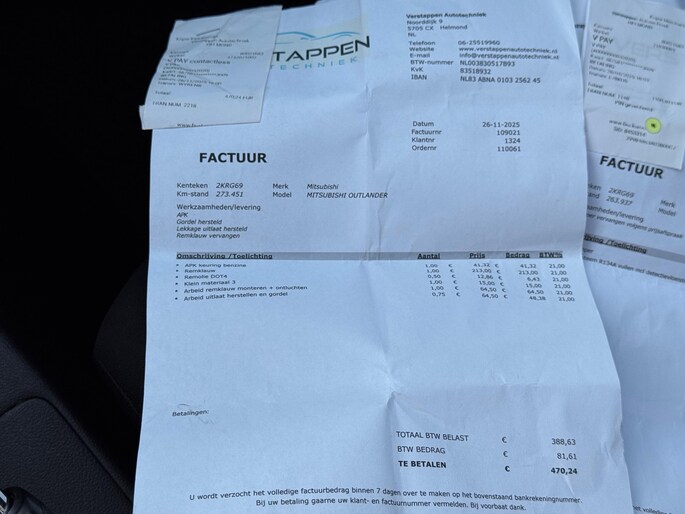 TAPPEN
TECHNIEK
Verstappen Autotechniek
Noorddijk 9
5705 CX Helmond
NL
Telefoon 06-25519960
Website www.verstappenautotechniek.nl
E-mail info@verstappenautotechniek.nl
BTW-nummer NL003830517B93
KvK 83518932
IBAN NL83 ABNA 0103 2562 45
V PAY contactless
Datum 26-11-2025
Factuurnr 109021
Klantnr 1324
Ordernr 110061
FACTUUR
Kenteken 2KRG69 Merk Mitsubishi
Km-stand 273.451 Model MITSUBISHI OUTLANDER
Werkzaamheden/levering
APK
Gordel hersteld
Lekkage uitlaat hersteld
Remklauw vervangen
Omschrijving /Toelichting Aantal Prijs Bedrag BTW%
• APK keuring benzine 1,00 € 41,32 € 41,32 21,00
• Remklauw 1,00 € 213,00 € 213,00 21,00
• Remolie DOT4 0,50 € 12,86 € 6,43 21,00
• Klein materiaal 3 1,00 € 15,00 € 15,00 21,00
• Arbeid remklauw monteren + ontluchten 1,00 € 64,50 € 64,50 21,00
• Arbeid uitlaat herstellen en gordel 0,75 € 64,50 € 48,38 21,00
Betalingen:
TOTAAL BTW BELAST € 388,63
BTW BEDRAG € 81,61
TE BETALEN € 470,24
U wordt verzocht het volledige factuurbedrag binnen 7 dagen over te maken op het bovenstaand bankrekeningnummer.
Bij uw betaling gaarne uw klant- en factuurnummer vermelden. Bij voorbaat dank.
V PAY
FACTUUR
2KRG69 Merk
263.937 Model